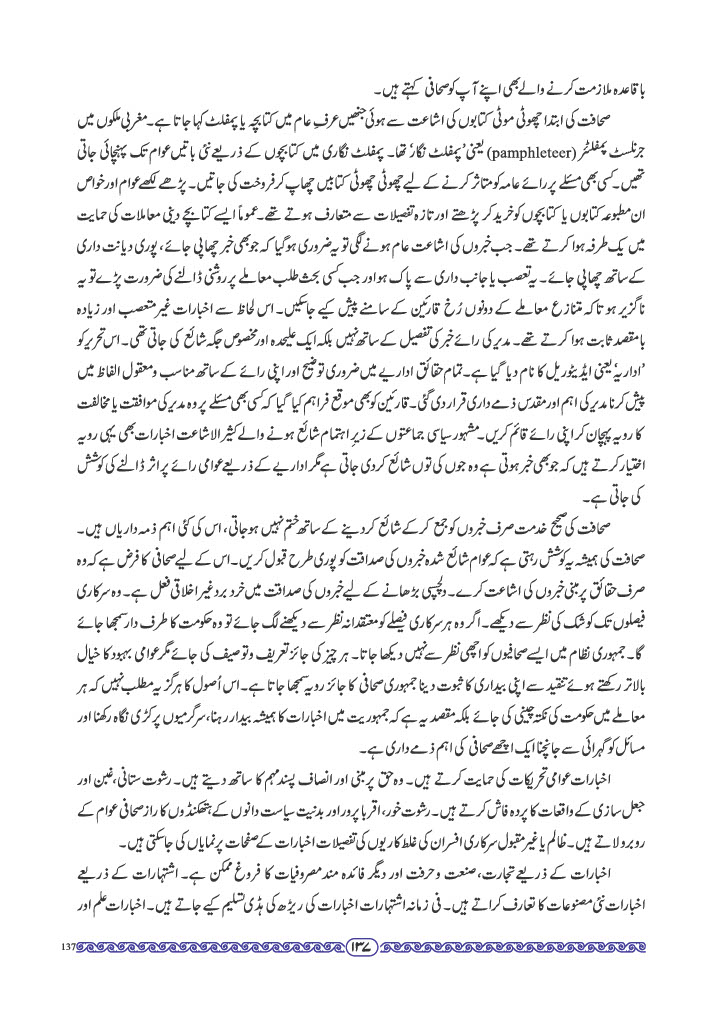 باقاعدہ ملازمت کرنے والے بھی اپنے آپ کو صحافی کہتے ہیں۔
صحافت کی ابتدا چھوٹی موٹی کتابوں کی اشاعت سے ہوئی جنھیں عرفِ عام میں کتابچہ یا پمفلٹ کہا جاتا ہے۔ مغربی ملکوں میں
جرنلسٹ پمفلٹر (pamphleteer) یعنی 'پمفلٹ نگار' تھا۔ پمفلٹ نگاری میں کتابچوں کے ذریعے نئی باتیں عوام تک پہنچائی جاتی
تھیں۔ کسی بھی مسئلے پر رائے عامہ کو متاثر کرنے کے لیے چھوٹی چھوٹی کتابیں چھاپ کر فروخت کی جاتیں۔ پڑھے لکھے عوام اور خواص
ان مطبوعہ کتابوں یا کتابچوں کو خرید کر پڑھتے اور تازہ تفصیلات سے متعارف ہوتے تھے۔ عموماً ایسے کتابچے دینی معاملات کی حمایت
میں یک طرفہ ہوا کرتے تھے۔ جب خبروں کی اشاعت عام ہونے لگی تو یہ ضروری ہوگیا کہ جو بھی خبر چھاپی جائے، پوری دیانت داری
کے ساتھ چھاپی جائے۔ یہ تعصب یا جانب داری سے پاک ہو اور جب کسی بحث طلب معاملے پر روشنی ڈالنے کی ضرورت پڑے تو یہ
ناگزیر ہوتا کہ متنازع معاملے کے دونوں رُخ قارئین کے سامنے پیش کیے جاسکیں۔ اس لحاظ سے اخبارات غیر متعصب اور زیادہ
بامقصد ثابت ہوا کرتے تھے۔ مدیر کی رائے خبر کی تفصیل کے ساتھ نہیں بلکہ ایک علیحدہ اور مخصوص جگہ شائع کی جاتی تھی۔ اس تحریر کو
'اداریہ' یعنی ایڈیٹوریل کا نام دیا گیا ہے۔ تمام حقائق اداریے میں ضروری توضیح اور اپنی رائے کے ساتھ مناسب و معقول الفاظ میں
پیش کرنا مدیر کی اہم اور مقدس ذمے داری قرار دی گئی۔ قارئین کو بھی موقع فراہم کیا گیا کہ کسی بھی مسئلے پر وہ مدیر کی موافقت یا مخالفت
کا رویہ پہچان کر اپنی رائے قائم کریں۔ مشہور سیاسی جماعتوں کے زیرِ اہتمام شائع ہونے والے کثیر الاشاعت اخبارات بھی یہی رویہ
اختیار کرتے ہیں کہ جو بھی خبر ہوتی ہے وہ جوں کی توں شائع کردی جاتی ہے مگر اداریے کے ذریعے عوامی رائے پر اثر ڈالنے کی کوشش
کی جاتی ہے۔
صحافت کی صحیح خدمت صرف خبروں کو جمع کرکے شائع کردینے کے ساتھ ختم نہیں ہوجاتی، اس کی کئی اہم ذمہ داریاں ہیں۔
صحافت کی ہمیشہ یہ کوشش رہتی ہے کہ عوام شائع شدہ خبروں کی صداقت کو پوری طرح قبول کریں۔ اس کے لیے صحافی کا فرض ہے کہ وہ
صرف حقائق پر مبنی خبروں کی اشاعت کرے۔ دلچسپی بڑھانے کے لیے خبروں کی صداقت میں خرد برد غیر اخلاقی فعل ہے۔ وہ سرکاری
فیصلوں تک کو شک کی نظر سے دیکھے۔ اگر وہ ہر سرکاری فیصلے کو معتقدانہ نظر سے دیکھنے لگ جائے تو وہ حکومت کا طرف دار سمجھا جائے
گا۔ جمہوری نظام میں ایسے صحافیوں کو اچھی نظر سے نہیں دیکھا جاتا۔ ہر چیز کی جائز تعریف و توصیف کی جائے مگر عوامی بہبود کا خیال
بالاتر رکھتے ہوئے تنقید سے اپنی بیداری کا ثبوت دینا جمہوری صحافی کا جائز رویہ سمجھا جاتا ہے۔ اس اُصول کا ہرگز یہ مطلب نہیں کہ ہر
معاملے میں حکومت کی نکتہ چینی کی جائے بلکہ مقصد یہ ہے کہ جمہوریت میں اخبارات کا ہمیشہ بیدار رہنا، سرگرمیوں پر کڑی نگاہ رکھنا اور
مسائل کو گہرائی سے جانچنا ایک اچھے صحافی کی اہم ذمے داری ہے۔
اخبارات عوامی تحریکات کی حمایت کرتے ہیں۔ وہ حق پر مبنی اور انصاف پسند مہم کا ساتھ دیتے ہیں۔ رشوت ستانی، غبن اور
جعل سازی کے واقعات کا پردہ فاش کرتے ہیں۔ رشوت خور، اقربا پرور اور بدنیت سیاست دانوں کے ہتھکنڈوں کا راز صحافی عوام کے
روبرو لاتے ہیں۔ ظالم یا غیر مقبول سرکاری افسران کی غلط کاریوں کی تفصیلات اخبارات کے صفحات پر نمایاں کی جاسکتی ہیں۔
اخبارات کے ذریعے تجارت، صنعت و حرفت اور دیگر فائدہ مند مصروفیات کا فروغ ممکن ہے۔ اشتہارات کے ذریعے
اخبارات نئی مصنوعات کا تعارف کراتے ہیں۔ فی زمانہ اشتہارات اخبارات کی ریڑھ کی ہڈی تسلیم کیے جاتے ہیں۔ اخبارات علم اور
137 ۱۳۷